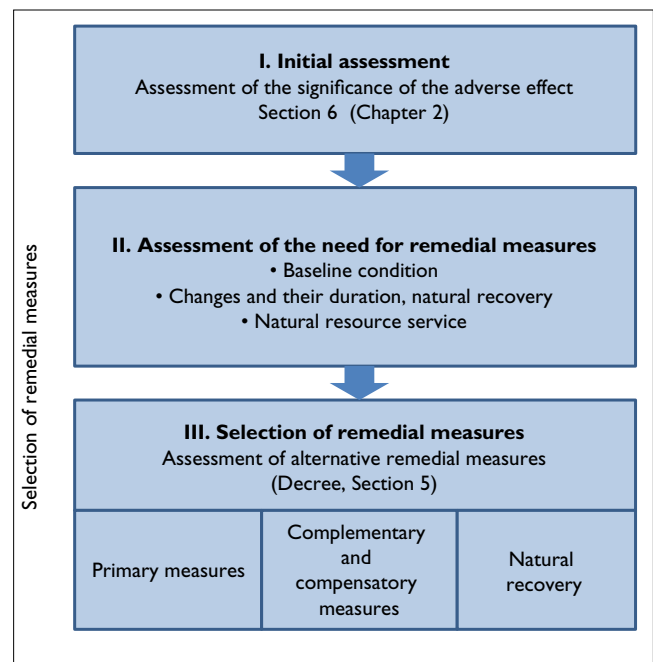 Selection of remedial measures
I. Initial assessment
Assessment of the significance of the adverse effect
Section 6 (Chapter 2)
II. Assessment of the need for remedial measures
• Baseline condition
• Changes and their duration, natural recovery
• Natural resource service
III. Selection of remedial measures
Assessment of alternative remedial measures
(Decree, Section 5)
Primary measures
Complementary
and
compensatory
measures
Natural
recovery